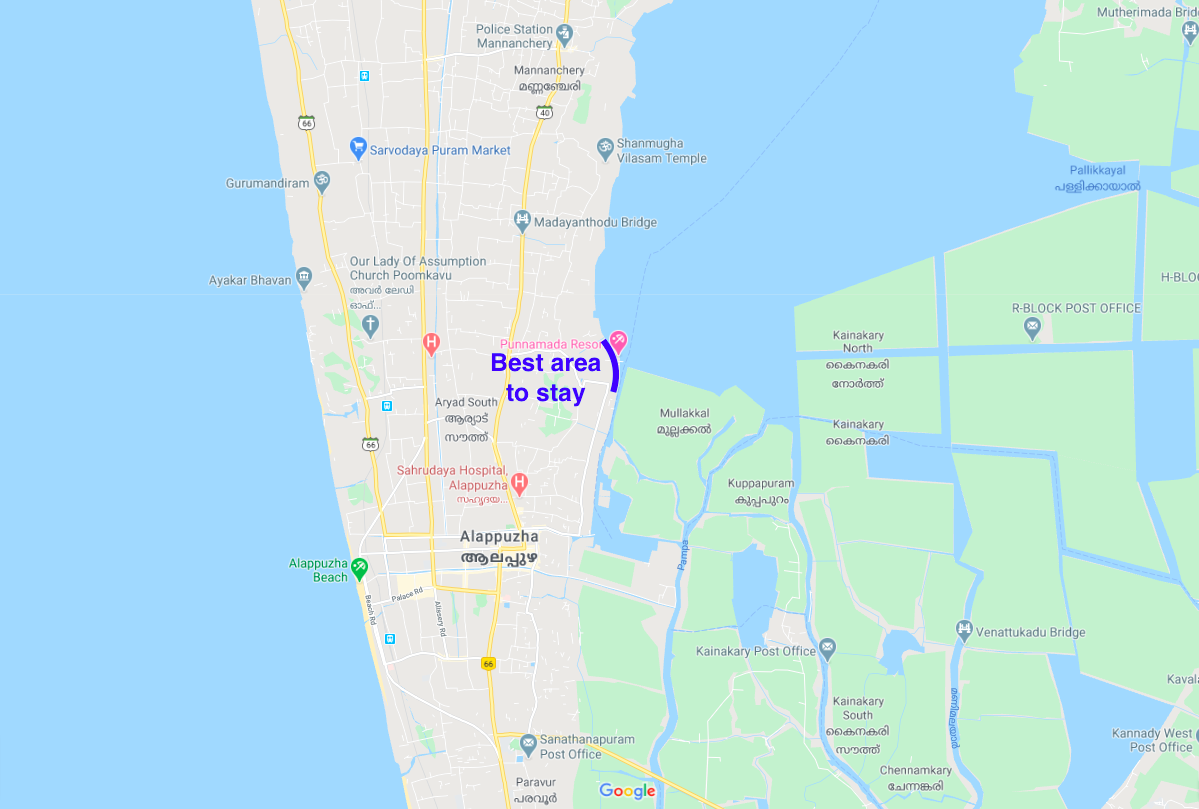 Police Station
Mannanchery
Mutherimada Bridg
Mannanchery
മണ്ണഞ്ചേരി
40
66
Sarvodaya Puram Market
Shanmugha
Vilasam Temple
Gurumandiram
Pallikkayal
പള്ളിക്കായാൽ
Madayanthodu Bridge
Our Lady Of Assumption
Church Poomkavu
അവർ ലേഡി
ഓഫ്...
Ayakar Bhavan
H-BLOC
R-BLOCK POST OFFICE
Kainakary
North
കൈനകരി
നോർത്ത്
Punnamada Resor
Best area
to stay
Aryad South
ആര്യാട്
സൗത്ത്
Mullakkal
മുല്ലക്കൽ
Kainakary
കൈനകരി
66
Sahrudaya Hospital,
Alappuzha
സഹൃദയ...
Kuppapuram
കുപ്പപുറം
Alappuzha
ആലപ്പുഴ
Pampa
Alappuzha
Beach
Palace Rd
Beach Rd
Alissery Rd
Venattukadu Bridge
Kainakary Post Office
66
Kavala
Kainakary
South
കൈനകരി
സൗത്ത്
Sanathanapuram
Post Office
Kannady West
Post Office
Chennamkary
ചേന്നങ്കരി
Paravur
പരവൂർ
Google